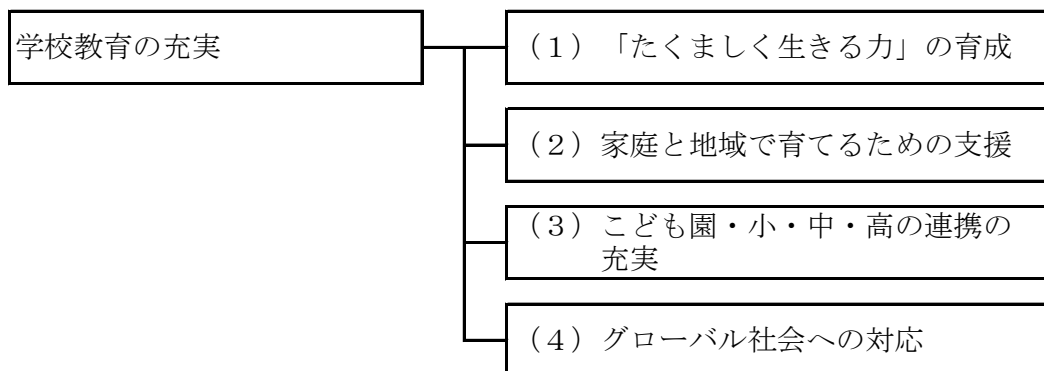 学校教育の充実
（１）「たくましく生きる力」の育成
（２）家庭と地域で育てるための支援
（３）こども園・小・中・高の連携の
充実
（４）グローバル社会への対応